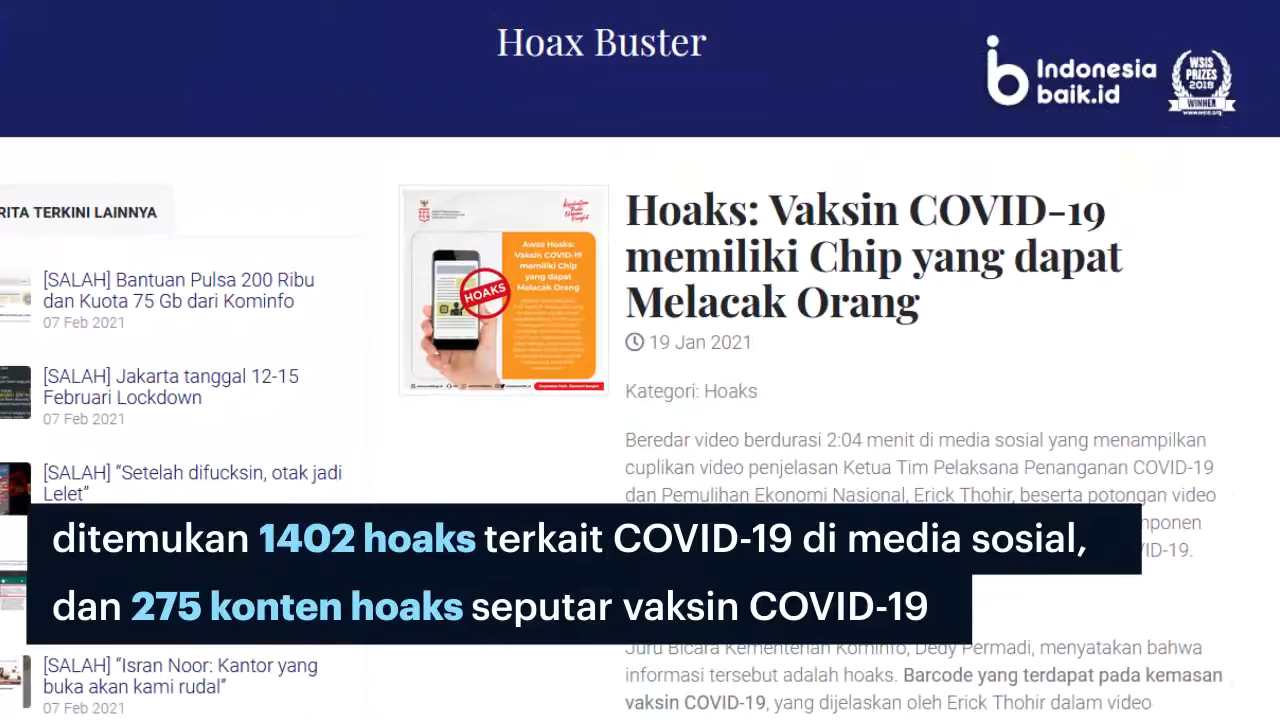 Hoax Buster
Indonesia
baik.id
WSIS
PRIZES
2018
WINNER
www.wsis.org
RITA TERKINI LAINNYA
[SALAH] Bantuan Pulsa 200 Ribu
dan Kuota 75 Gb dari Kominfo
07 Feb 2021
[SALAH] Jakarta tanggal 12-15
Februari Lockdown
07 Feb 2021
[SALAH] “Setelah difucksin, otak jadi
Lelet”
[SALAH] “Isran Noor: Kantor yang
buka akan kami rudal”
07 Feb 2021
Awas Hoaks:
Vaksin COVID-19
memiliki Chip
yang dapat
Melacak Orang
HOAKS
Hoaks: Vaksin COVID-19
memiliki Chip yang dapat
Melacak Orang
19 Jan 2021
Kategori: Hoaks
Beredar video berdurasi 2:04 menit di media sosial yang menampilkan
cuplikan video penjelasan Ketua Tim Pelaksana Penanganan COVID-19
dan Pemulihan Ekonomi Nasional, Erick Thohir, beserta potongan video
mponen
VID-19.
ditemukan 1402 hoaks terkait COVID-19 di media sosial,
dan 275 konten hoaks seputar vaksin COVID-19
Juru Bicara Kementerian Kominfo, Dedy Permadi, menyatakan bahwa
informasi tersebut adalah hoaks. Barcode yang terdapat pada kemasan
vaksin COVID-19, yang dijelaskan oleh Erick Thohir dalam video